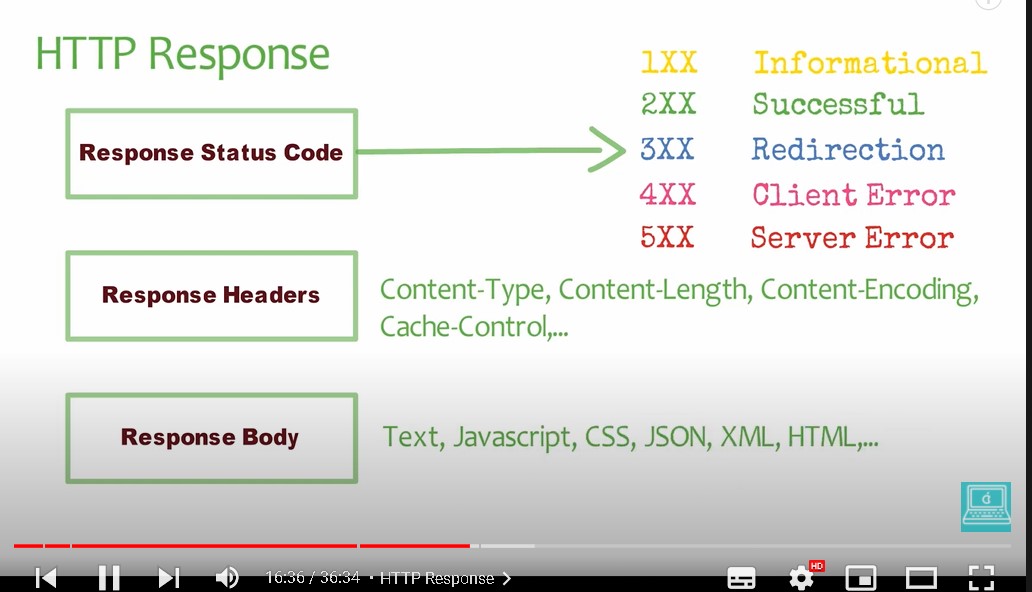 HTTP Response
1XX Informational
2XX Successful
Response Status Code
3XX Redirection
4XX Client Error
5XX Server Error
Response Headers
Content-Type, Content-Length, Content-Encoding,
Cache-Control,...
Response Body
Text, Javascript, CSS, JSON, XML, HTML,...
16:36 / 36:34 · HTTP Response
HD